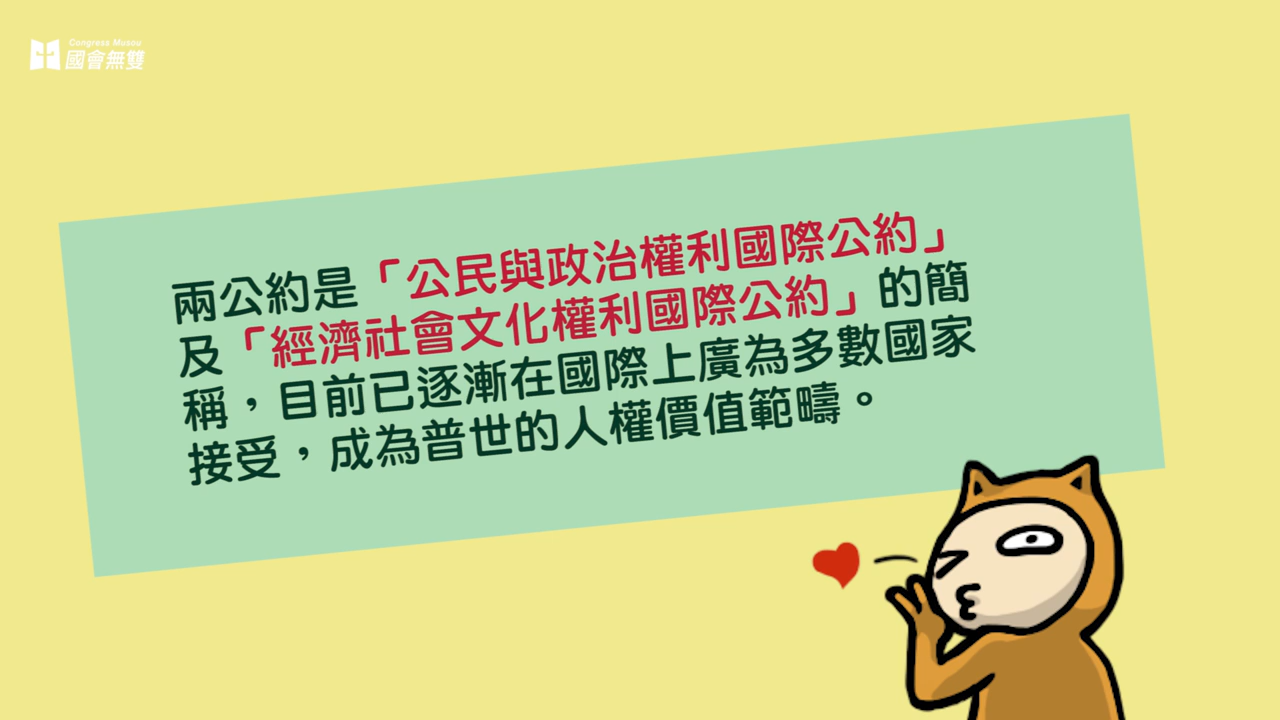 Congress Musou
國會無雙
兩公約是「公民與政治權利國際公約」
及「經濟社會文化權利國際公約」的簡
稱，目前已逐漸在國際上廣為多數國家
接受，成為普世的人權價值範疇。